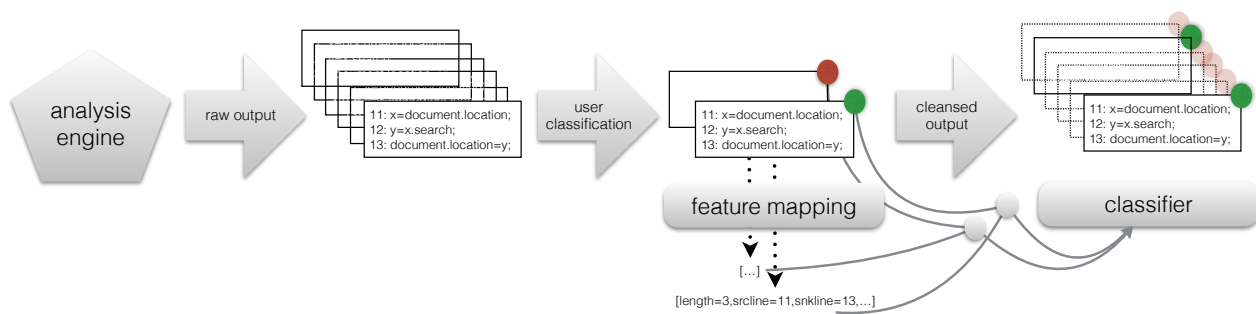 analysis
engine
raw output
11: x=document.location;
12: y=x.search;
13: document.location=y;
user
classification
11: x=document.location;
12: y=x.search;
13: document.location=y;
cleansed
output
11: x=document.location;
12: y=x.search;
13: document.location=y;
feature mapping
classifier
[...]
[length=3,srcline=11,snkline=13,...]